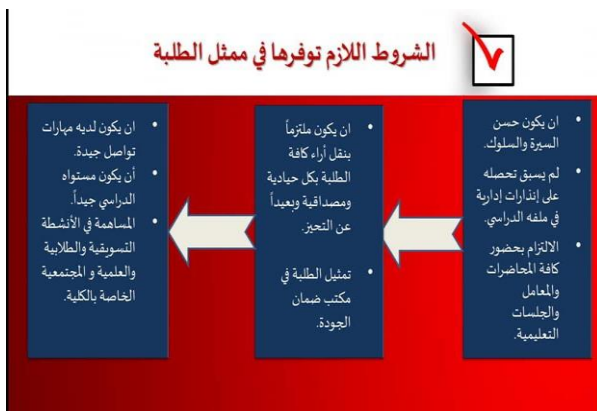 الشروط اللازم توفرها في ممثل الطلبة
• ان يكون حسن
السيرة والسلوك.
• لم يسبق تحصله
على إنذارات إدارية
في ملفه الدراسي.
• الالتزام بحضور
كافة المحاضرات
والمعامل
والجلسات
التعليمية.
• ان يكون ملتزماً
بنقل أراء كافة
الطلبة بكل حيادية
ومصداقية وبعيداً
عن التحيز.
• تمثيل الطلبة في
مكتب ضمان
الجودة.
• ان يكون لديه مهارات
تواصل جيدة.
• أن يكون مستواه
الدراسي جيداً.
• المساهمة في الأنشطة
التسويقية والطلابية
والعلمية و المجتمعية
الخاصة بالكلية.